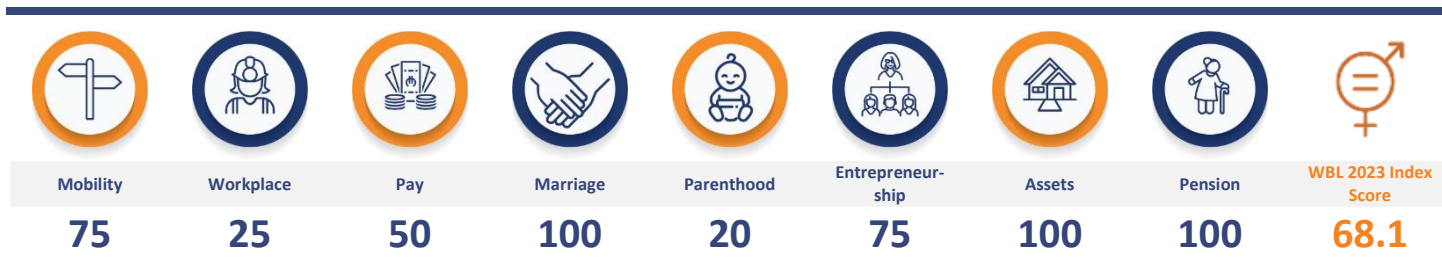 Mobility
Workplace
Pay
Marriage
Parenthood
Entrepreneur-
ship
Assets
Pension
WBL 2023 Index
Score
75
25
50
100
20
75
100
100
68.1